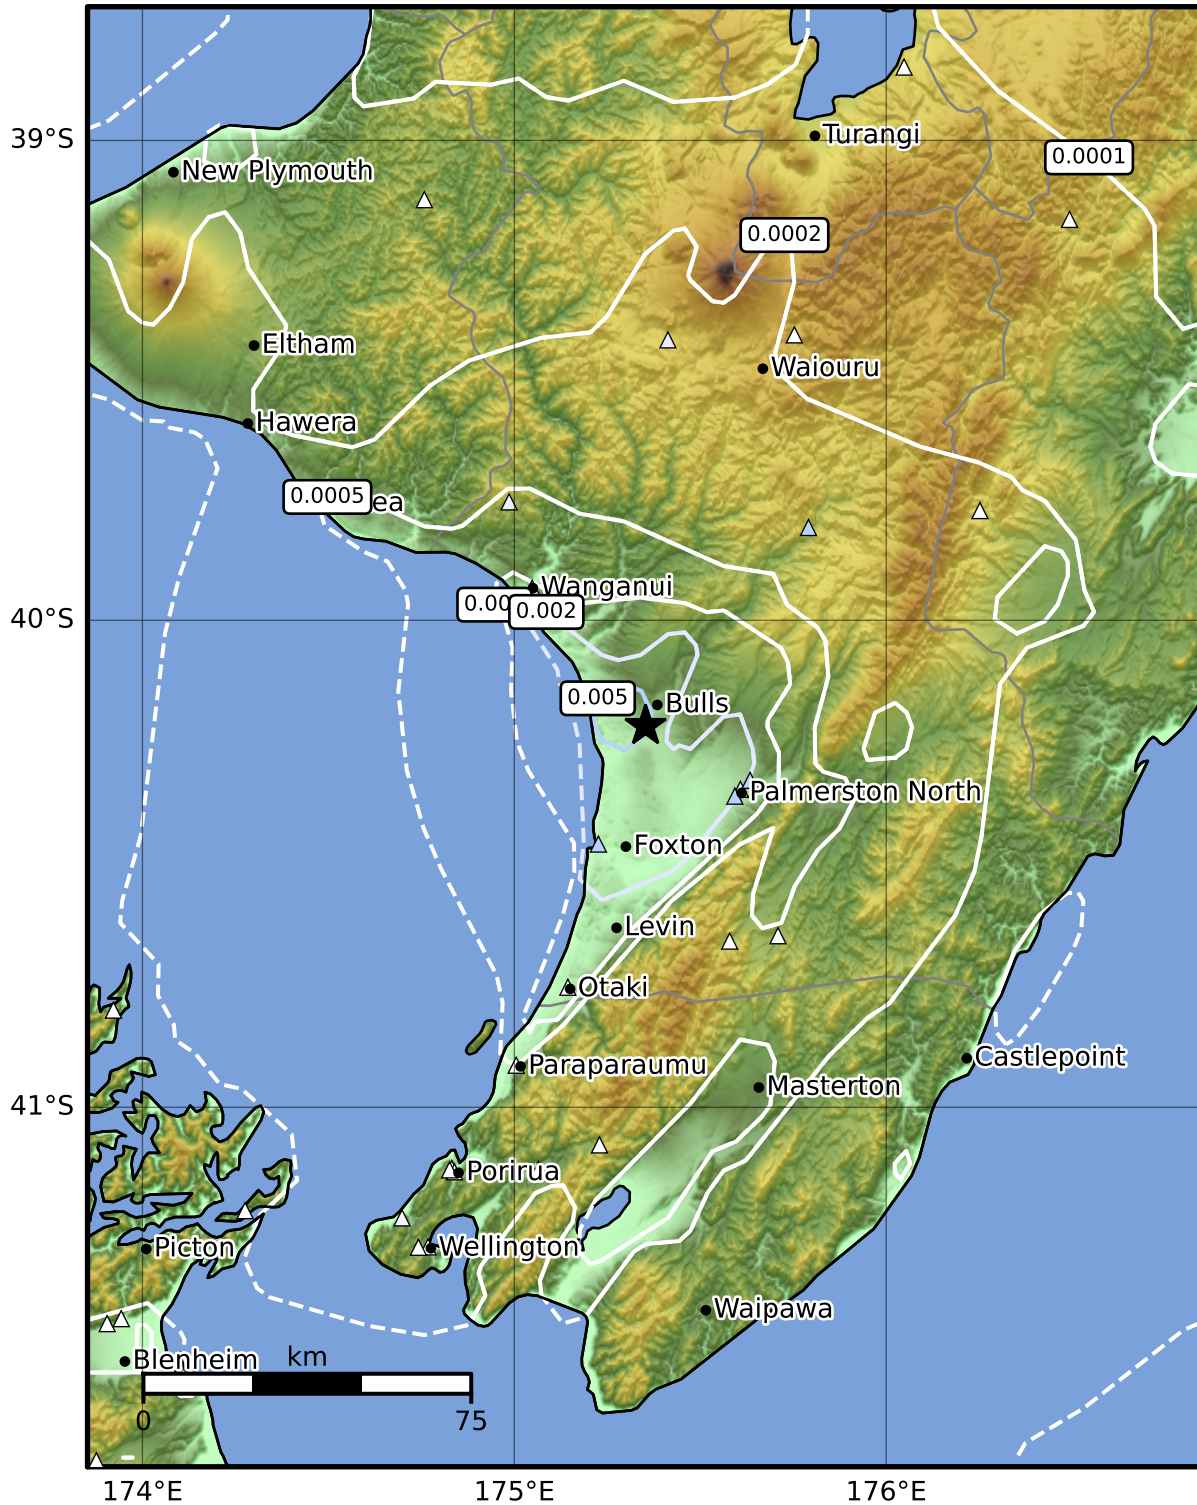 39°S
Turangi
0.0001
New Plymouth
0.0002
Eltham
Waiouru
Hawera
0.0005
ea
Wanganui
0.00
0.002
40°S
0.005
Bulls
Palmerston North
Foxton
Levin
Otaki
Castlepoint
Paraparaumu
Masterton
41°S
Porirua
Picton
Wellington
Waipawa
Blenheim
km
0
75
174°E
175°E
176°E